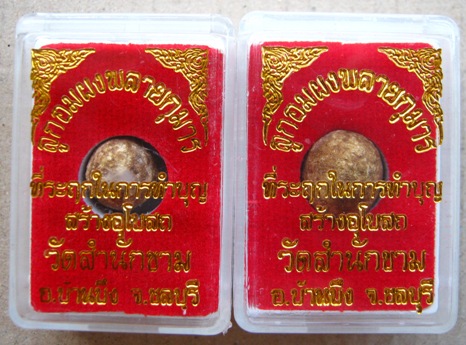 ลูกอมผงพลายกุมาร
ที่ระฤกในการทำบุญ
สร้างอุโบสถ
วัดสำนักขาม
อ.บ้านบึง จ.ชลบุรี
ลูกอมผงพลายกุมาร
ที่ระฤกในการทำบุญ
สร้างอุโบสถ
วัดสำนักขาม
อ.บ้านบึง จ.ชลบุรี